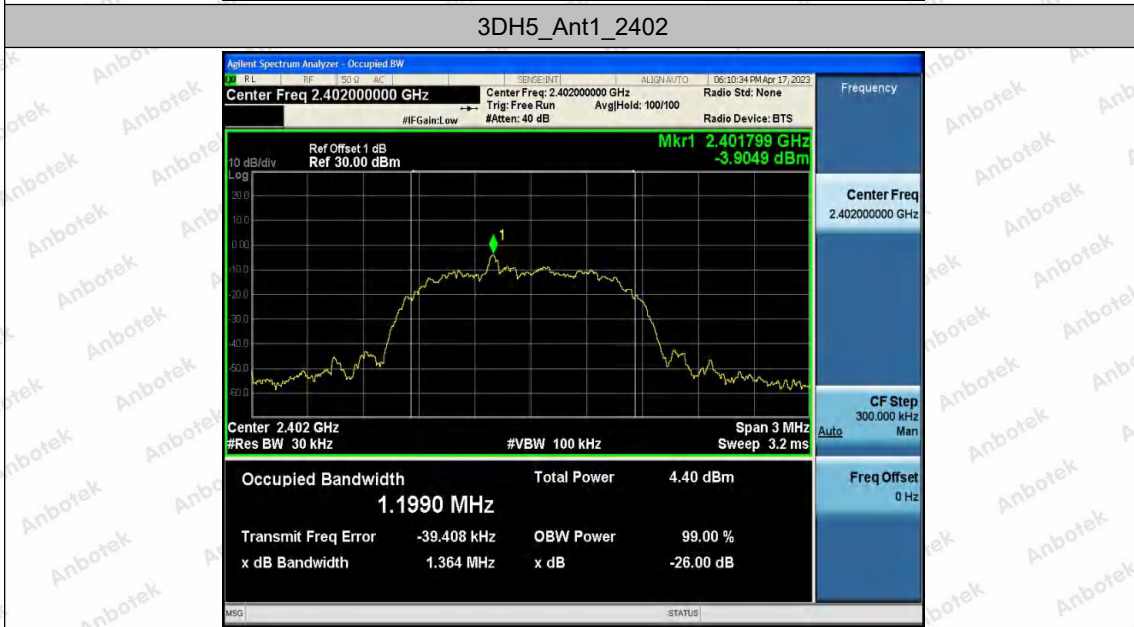 3DH5_Ant1_2402
Agilent Spectrum Analyzer - Occupied BW
RL RF 50 Ω AC SENSE:INT ALIGN AUTO 06:10:34 PM Apr 17, 2023
Center Freq 2.402000000 GHz
Center Freq: 2.402000000 GHz Radio Std: None
Trig: Free Run Avg|Hold: 100/100
#IFGain:Low #Atten: 40 dB Radio Device: BTS
Ref Offset 1 dB
10 dB/div Ref 30.00 dBm
Mkr1 2.401799 GHz
-3.9049 dBm
Log
20.0
10.0
0.00
-10.0
-20.0
-30.0
-40.0
-50.0
-60.0
1
Center 2.402 GHz Span 3 MHz
#Res BW 30 kHz #VBW 100 kHz Sweep 3.2 ms
Occupied Bandwidth Total Power 4.40 dBm
1.1990 MHz
Transmit Freq Error -39.408 kHz OBW Power 99.00 %
x dB Bandwidth 1.364 MHz x dB -26.00 dB
MSG STATUS
Frequency
Center Freq
2.402000000 GHz
CF Step
300.000 kHz
Auto Man
Freq Offset
0 Hz
Anbotek